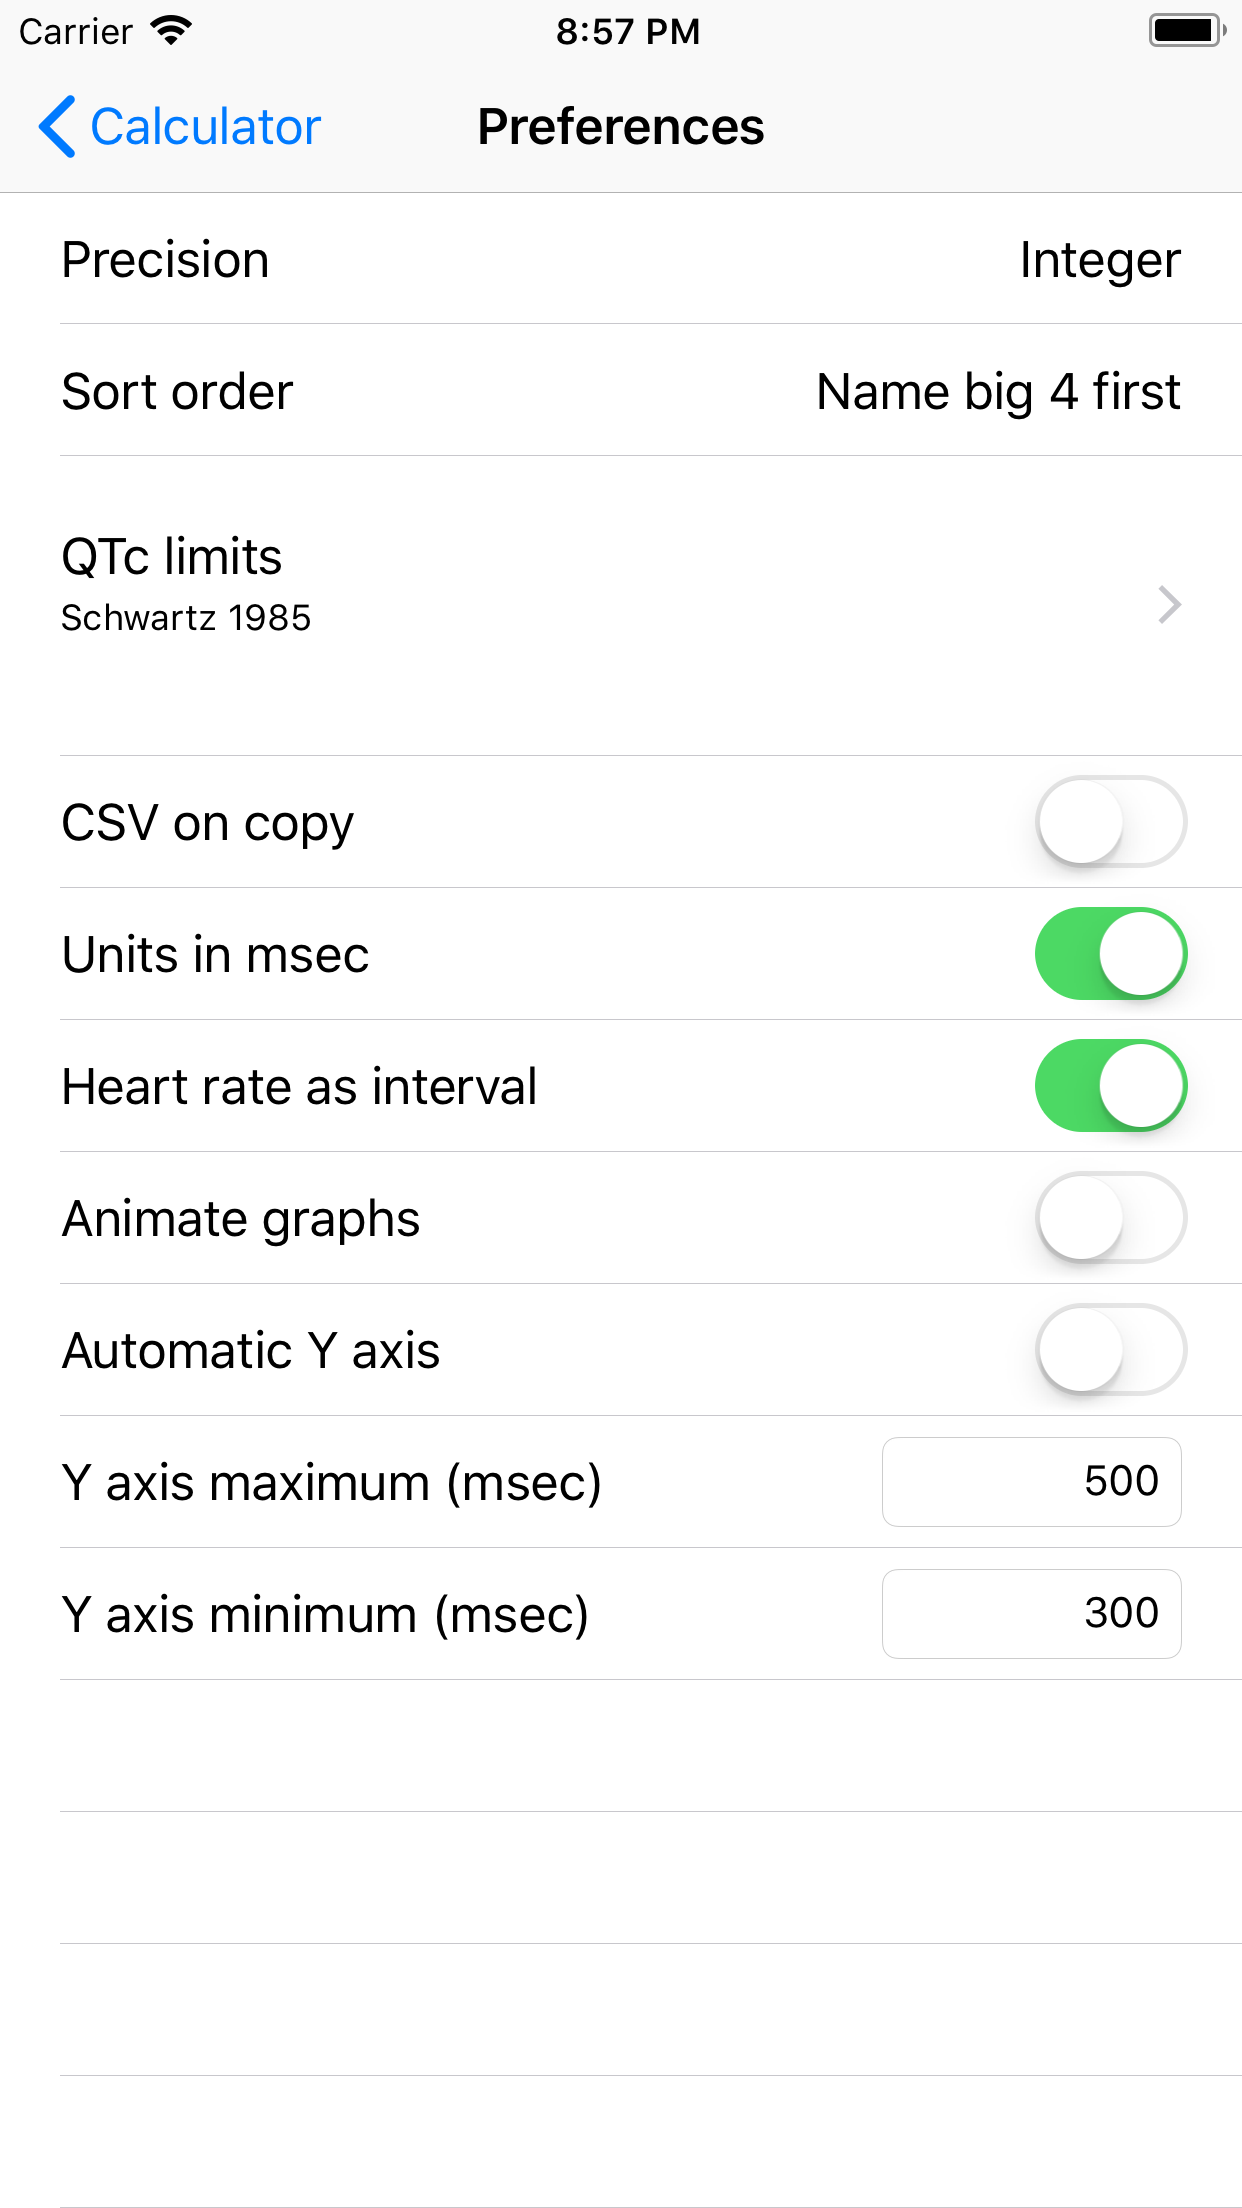 Carrier 8:57 PM
Calculator Preferences
Precision Integer
Sort order Name big 4 first
QTc limits
Schwartz 1985
CSV on copy
Units in msec
Heart rate as interval
Animate graphs
Automatic Y axis
Y axis maximum (msec) 500
Y axis minimum (msec) 300